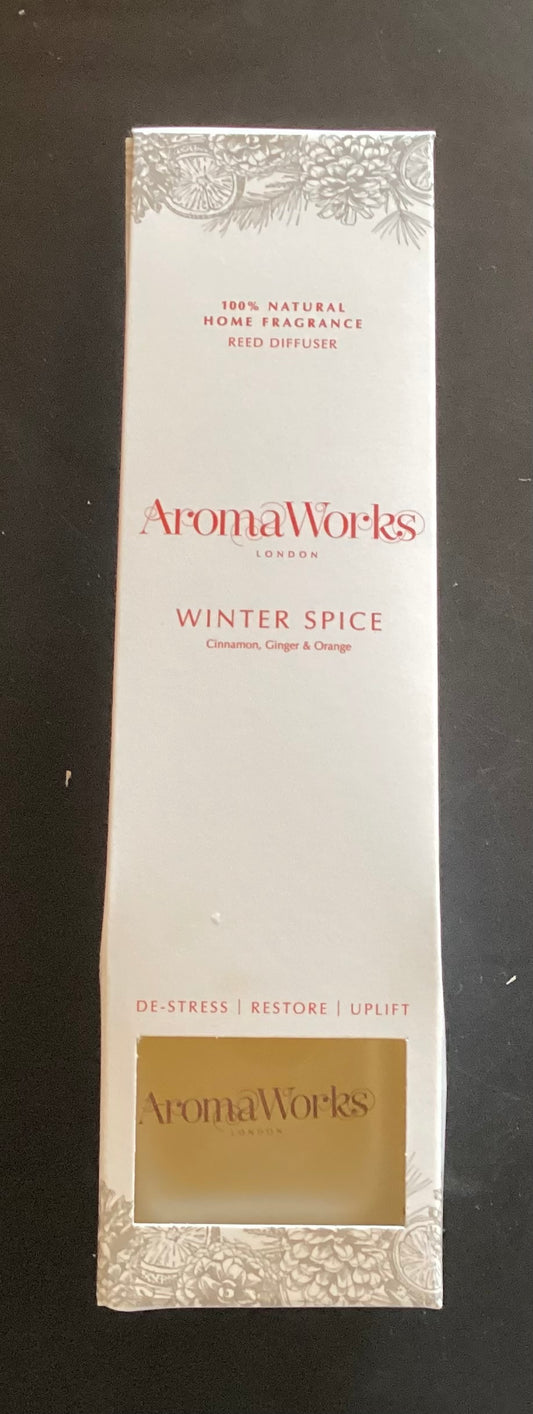 100% NATURAL
HOME FRAGRANCE
REED DIFFUSER
AromaWorks
LONDON
WINTER SPICE
Cinnamon, Ginger & Orange
DE-STRESS | RESTORE | UPLIFT
AromaWorks
LONDON